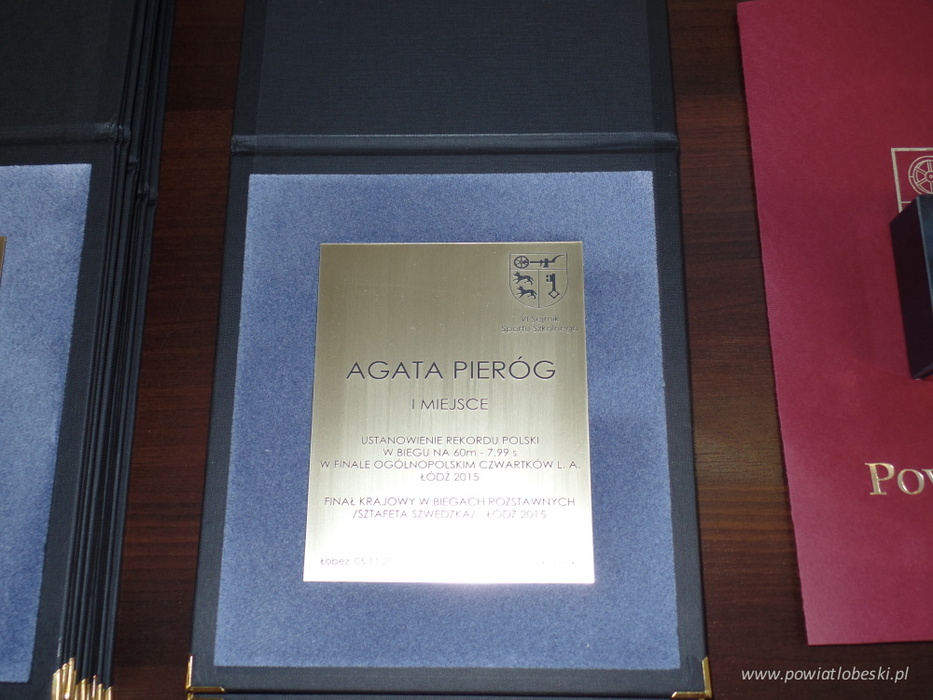 VI Sejmik
Sportu Szkolnego
AGATA PIERÓG
I MIEJSCE
USTANOWIENIE REKORDU POLSKI
W BIEGU NA 60m - 7.99 s
W FINALE OGÓLNOPOLSKIM CZWARTKÓW L. A.
ŁÓDŹ 2015
FINAŁ KRAJOWY W BIEGACH ROZSTAWNYCH
/SZTAFETA SZWEDZKA/ - ŁÓDŹ 2015
Łobez,
Pow
www.powiatlobeski.pl